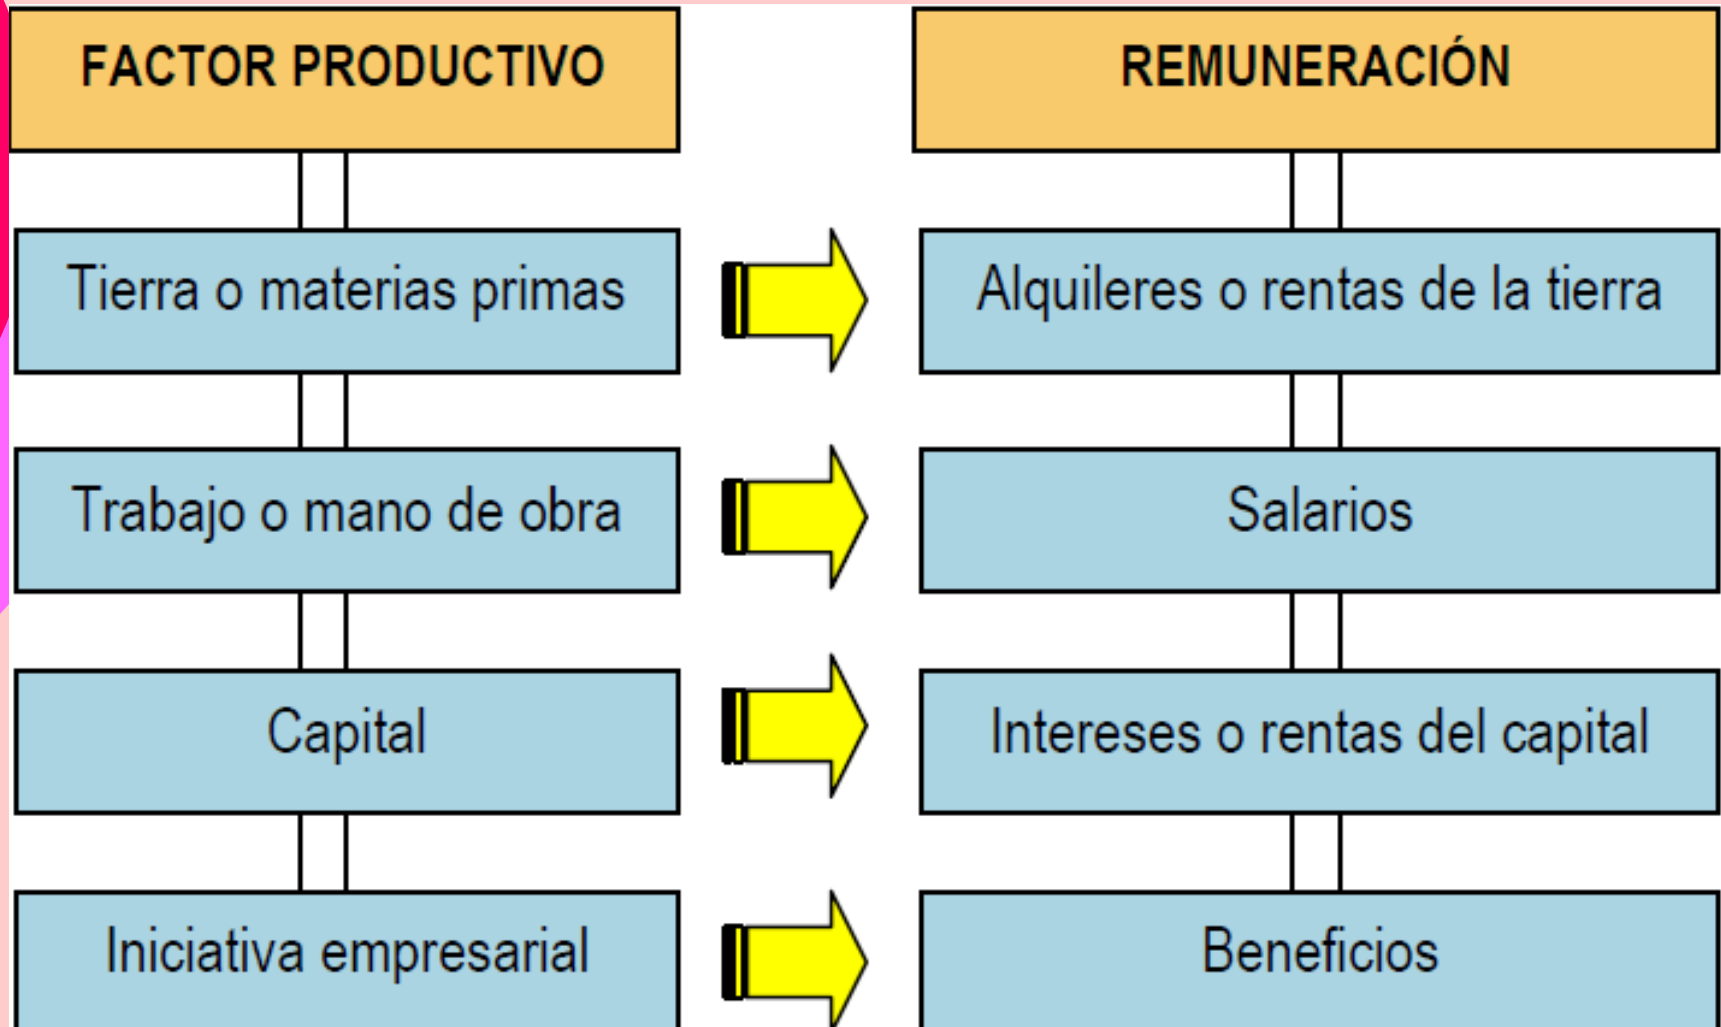 FACTOR PRODUCTIVO
REMUNERACIÓN
Tierra o materias primas
Alquileres o rentas de la tierra
Trabajo o mano de obra
Salarios
Capital
Intereses o rentas del capital
Iniciativa empresarial
Beneficios